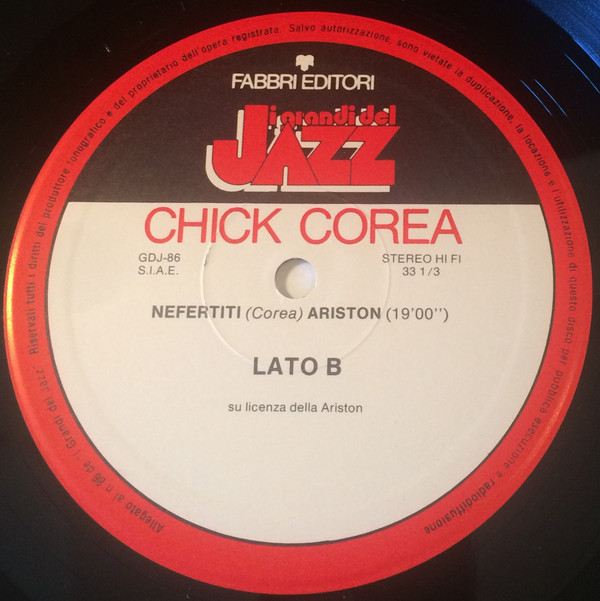 FABBRI EDITORI
i grandi del
JAZZ
CHICK COREA
GDJ-86
S.I.A.E.
STEREO HI FI
33 1/3
NEFERTITI (Corea) ARISTON (19'00'')
LATO B
su licenza della Ariston
Allegato al n 86 de "I Grandi del Jazz". Riservati tutti i diritti del produttore fonografico e del proprietario dell'opera registrata. Salvo autorizzazione, sono vietate la duplicazione, la locazione e l'utilizzazione di questo disco per pubblica esecuzione e radiodiffusione